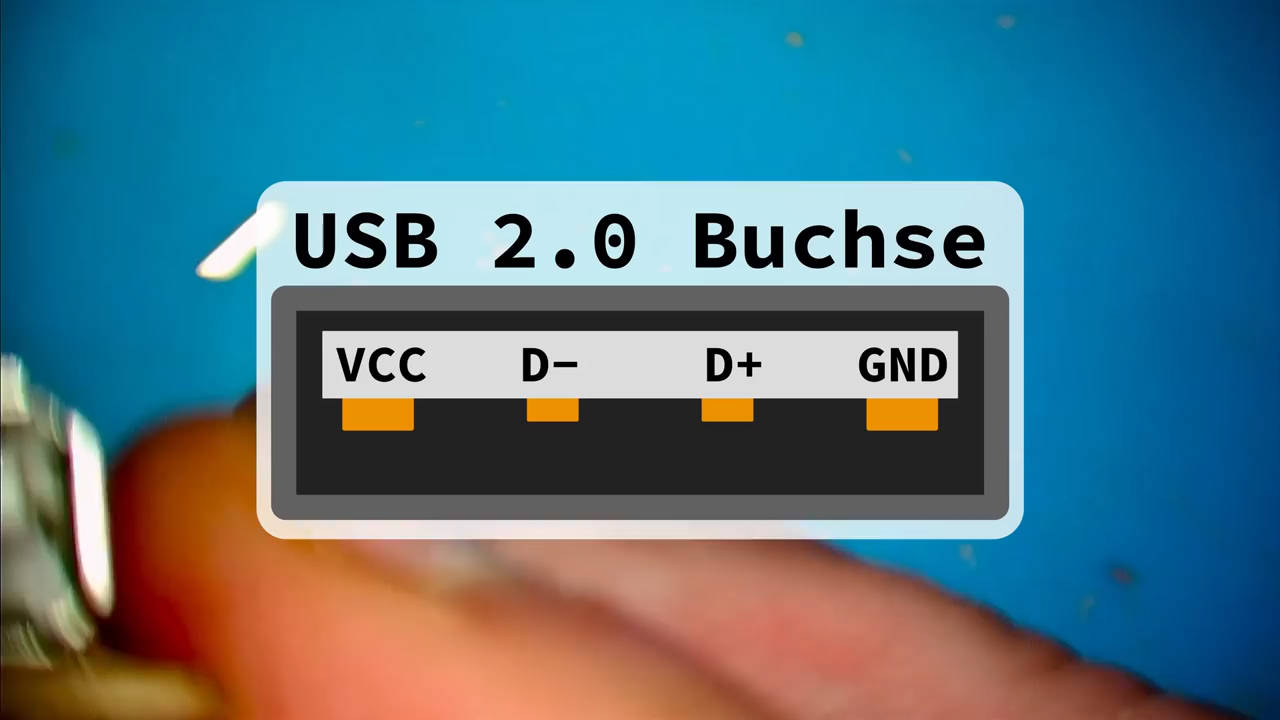 USB 2.0 Buchse
VCC D− D+ GND